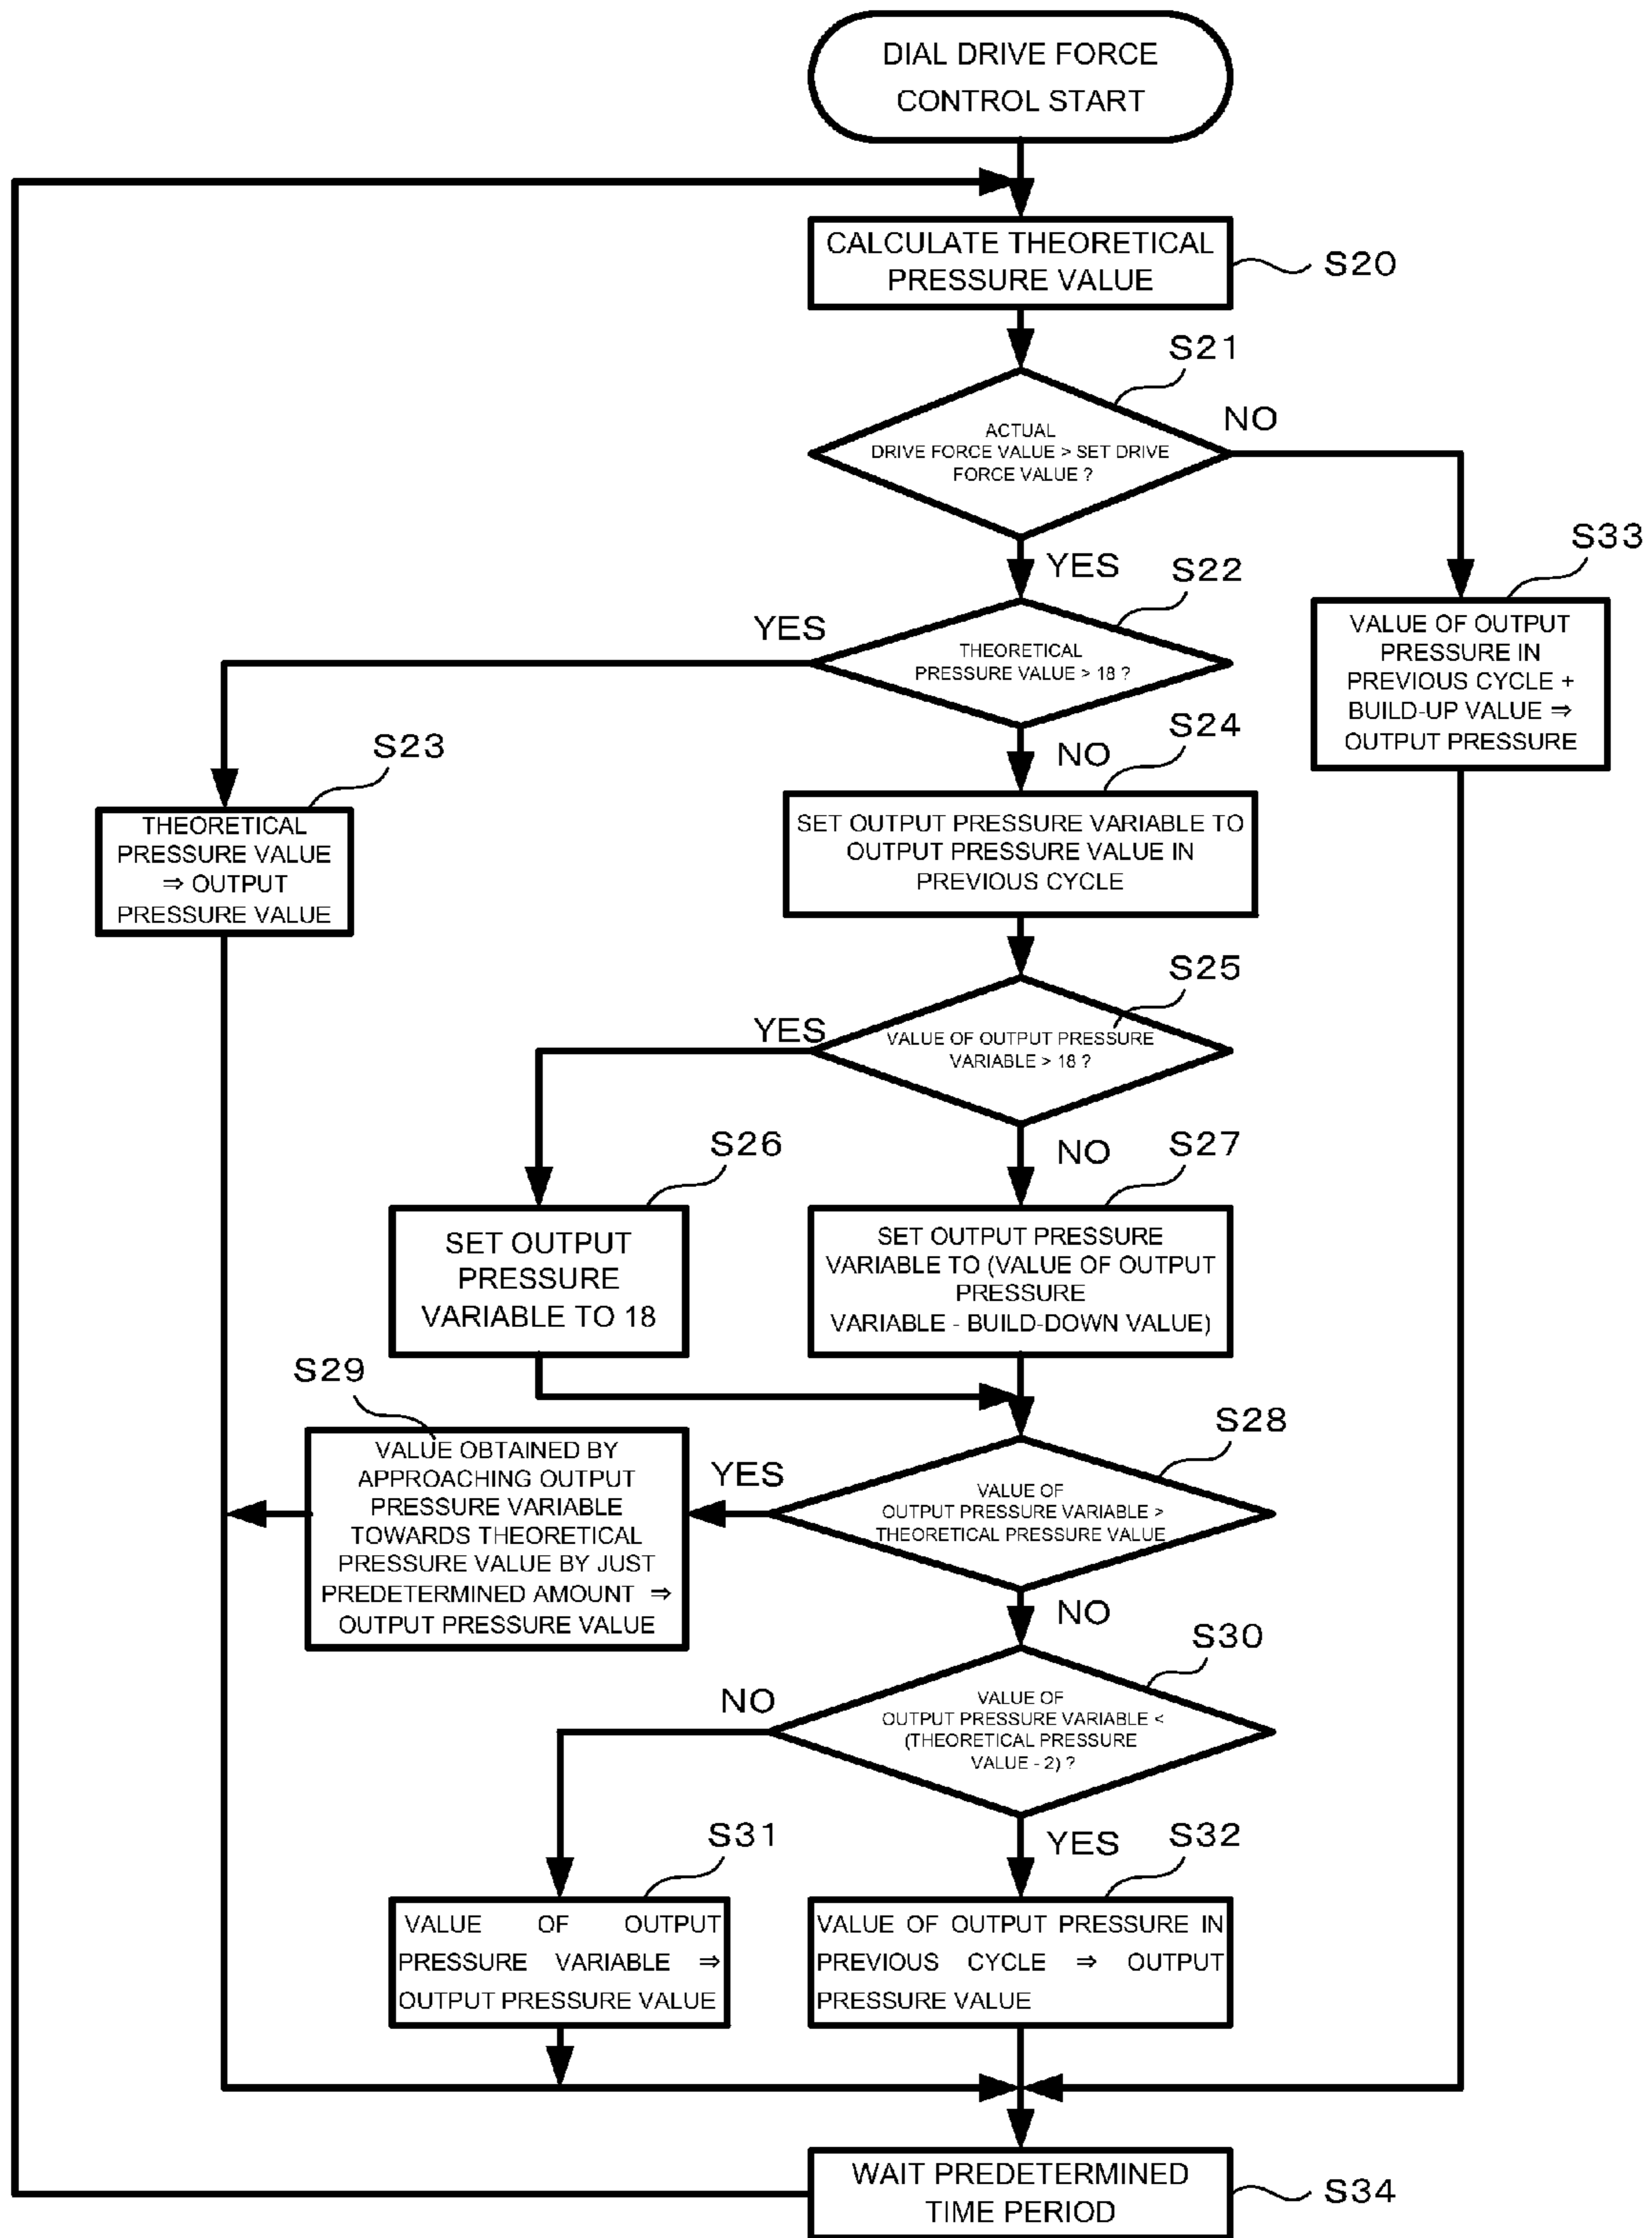 DIAL DRIVE FORCE
CONTROL START
CALCULATE THEORETICAL
PRESSURE VALUE
S20
S21
ACTUAL
DRIVE FORCE VALUE > SET DRIVE
FORCE VALUE ?
NO
YES
S33
VALUE OF OUTPUT
PRESSURE IN
PREVIOUS CYCLE +
BUILD-UP VALUE ⇒
OUTPUT PRESSURE
S22
THEORETICAL
PRESSURE VALUE > 18 ?
YES
NO
S23
THEORETICAL
PRESSURE VALUE
⇒ OUTPUT
PRESSURE VALUE
S24
SET OUTPUT PRESSURE VARIABLE TO
OUTPUT PRESSURE VALUE IN
PREVIOUS CYCLE
S25
VALUE OF OUTPUT PRESSURE
VARIABLE > 18 ?
YES
NO
S26
SET OUTPUT
PRESSURE
VARIABLE TO 18
S27
SET OUTPUT PRESSURE
VARIABLE TO (VALUE OF OUTPUT
PRESSURE
VARIABLE - BUILD-DOWN VALUE)
S28
VALUE OF
OUTPUT PRESSURE VARIABLE >
THEORETICAL PRESSURE VALUE
YES
NO
S29
VALUE OBTAINED BY
APPROACHING OUTPUT
PRESSURE VARIABLE
TOWARDS THEORETICAL
PRESSURE VALUE BY JUST
PREDETERMINED AMOUNT ⇒
OUTPUT PRESSURE VALUE
S30
VALUE OF
OUTPUT PRESSURE VARIABLE <
(THEORETICAL PRESSURE
VALUE - 2) ?
NO
YES
S31
VALUE OF OUTPUT
PRESSURE VARIABLE ⇒
OUTPUT PRESSURE VALUE
S32
VALUE OF OUTPUT PRESSURE IN
PREVIOUS CYCLE ⇒ OUTPUT
PRESSURE VALUE
WAIT PREDETERMINED
TIME PERIOD
S34